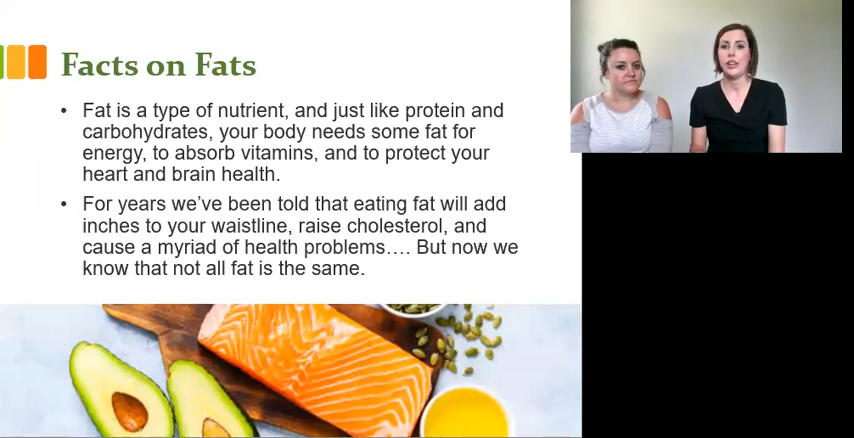 Facts on Fats
• Fat is a type of nutrient, and just like protein and
carbohydrates, your body needs some fat for
energy, to absorb vitamins, and to protect your
heart and brain health.
• For years we’ve been told that eating fat will add
inches to your waistline, raise cholesterol, and
cause a myriad of health problems…. But now we
know that not all fat is the same.